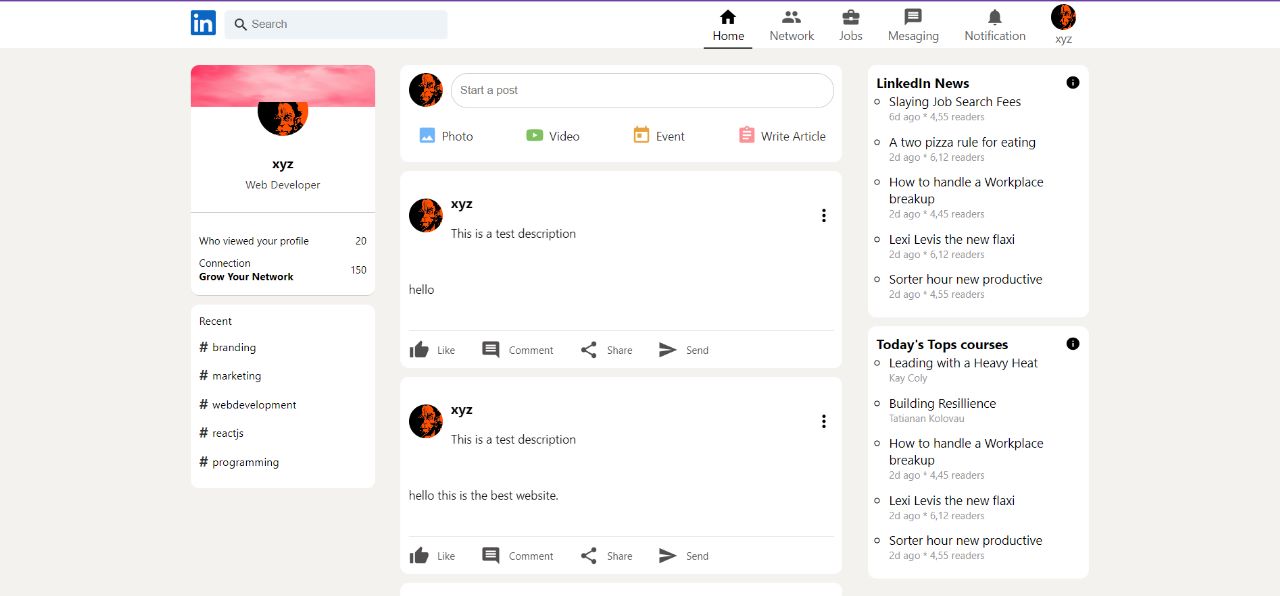 in
Search
Home
Network
Jobs
Mesaging
Notification
xyz
xyz
Web Developer
Who viewed your profile 20
Connection
Grow Your Network 150
Recent
# branding
# marketing
# webdevelopment
# reactjs
# programming
Start a post
Photo
Video
Event
Write Article
xyz
This is a test description
hello
Like
Comment
Share
Send
xyz
This is a test description
hello this is the best website.
Like
Comment
Share
Send
LinkedIn News
Slaying Job Search Fees
6d ago * 4,55 readers
A two pizza rule for eating
2d ago * 6,12 readers
How to handle a Workplace
breakup
2d ago * 4,45 readers
Lexi Levis the new flaxi
2d ago * 6,12 readers
Sorter hour new productive
2d ago * 4,55 readers
Today's Tops courses
Leading with a Heavy Heat
Kay Coly
Building Resillience
Tatianan Kolovau
How to handle a Workplace
breakup
2d ago * 4,45 readers
Lexi Levis the new flaxi
2d ago * 6,12 readers
Sorter hour new productive
2d ago * 4,55 readers